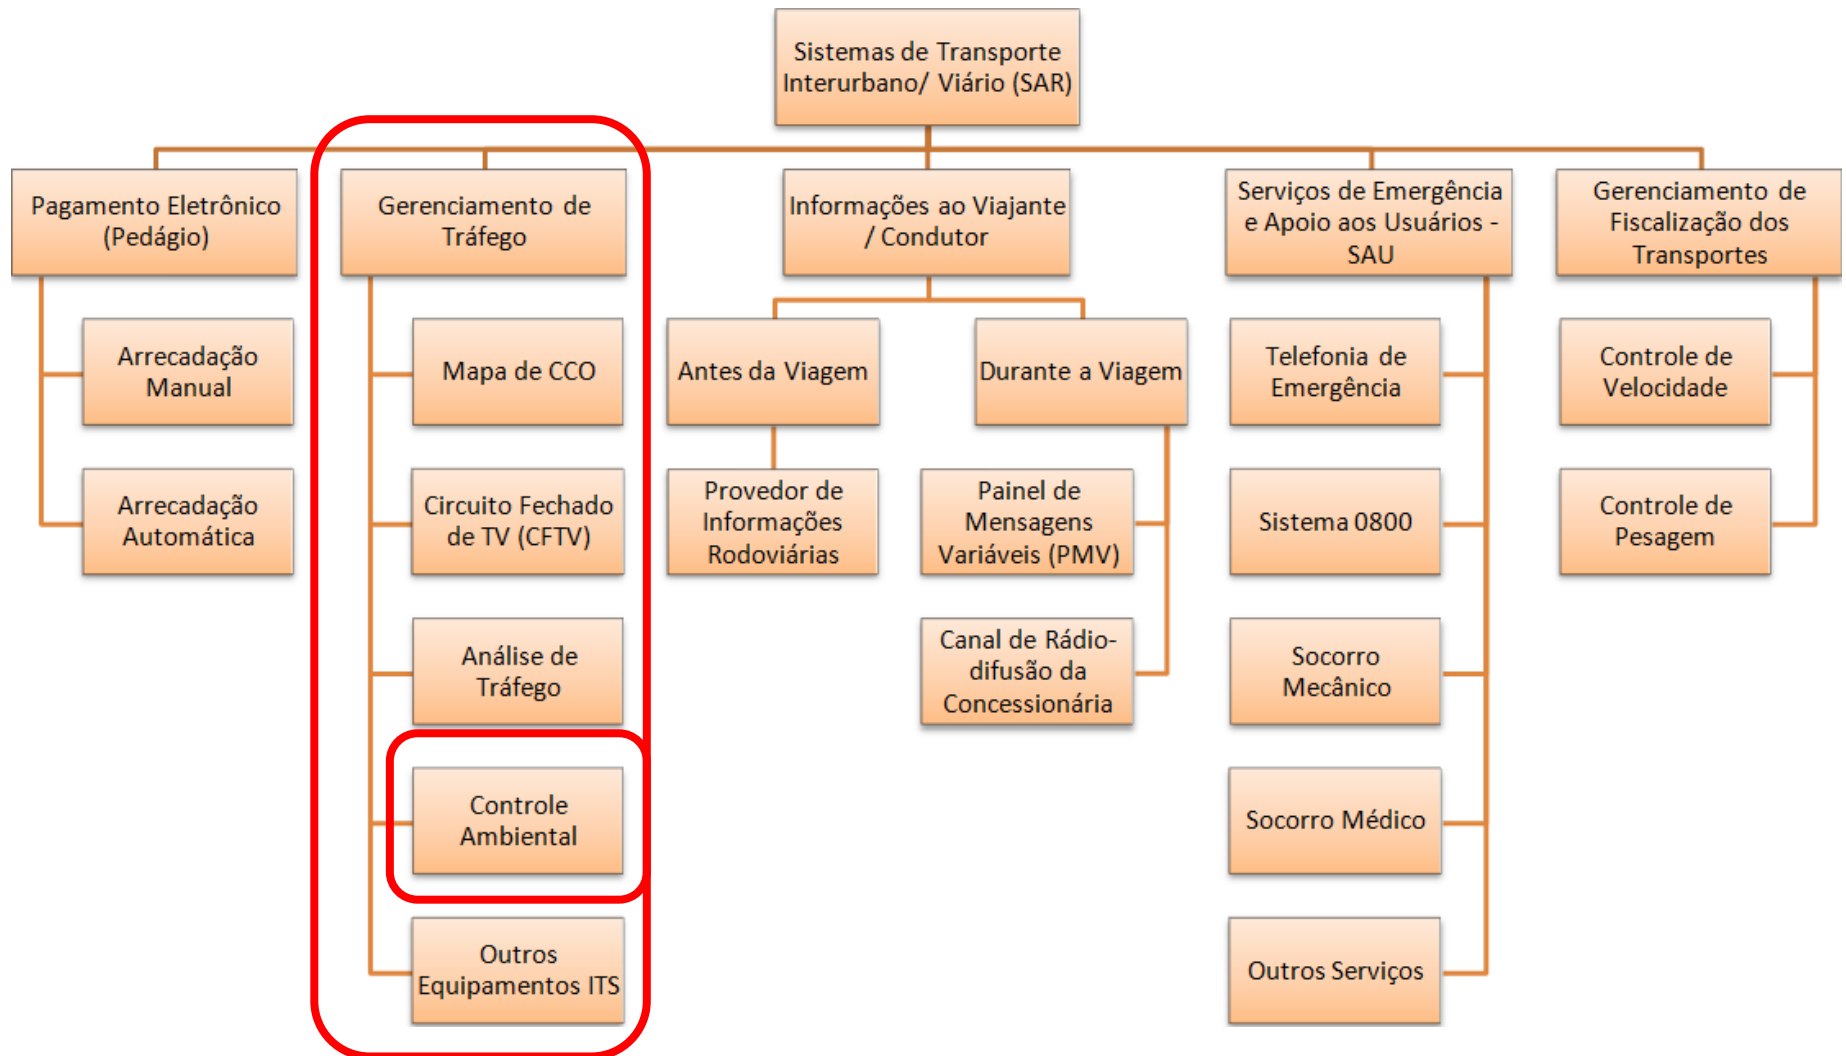 Sistemas de Transporte
Interurbano/ Viário (SAR)
Pagamento Eletrônico
(Pedágio)
Arrecadação
Manual
Arrecadação
Automática
Gerenciamento de
Tráfego
Mapa de CCO
Circuito Fechado
de TV (CFTV)
Análise de
Tráfego
Controle
Ambiental
Outros
Equipamentos ITS
Informações ao Viajante
/ Condutor
Antes da Viagem
Provedor de
Informações
Rodoviárias
Durante a Viagem
Painel de
Mensagens
Variáveis (PMV)
Canal de Rádio-
difusão da
Concessionária
Serviços de Emergência
e Apoio aos Usuários -
SAU
Telefonia de
Emergência
Sistema 0800
Socorro
Mecânico
Socorro Médico
Outros Serviços
Gerenciamento de
Fiscalização dos
Transportes
Controle de
Velocidade
Controle de
Pesagem